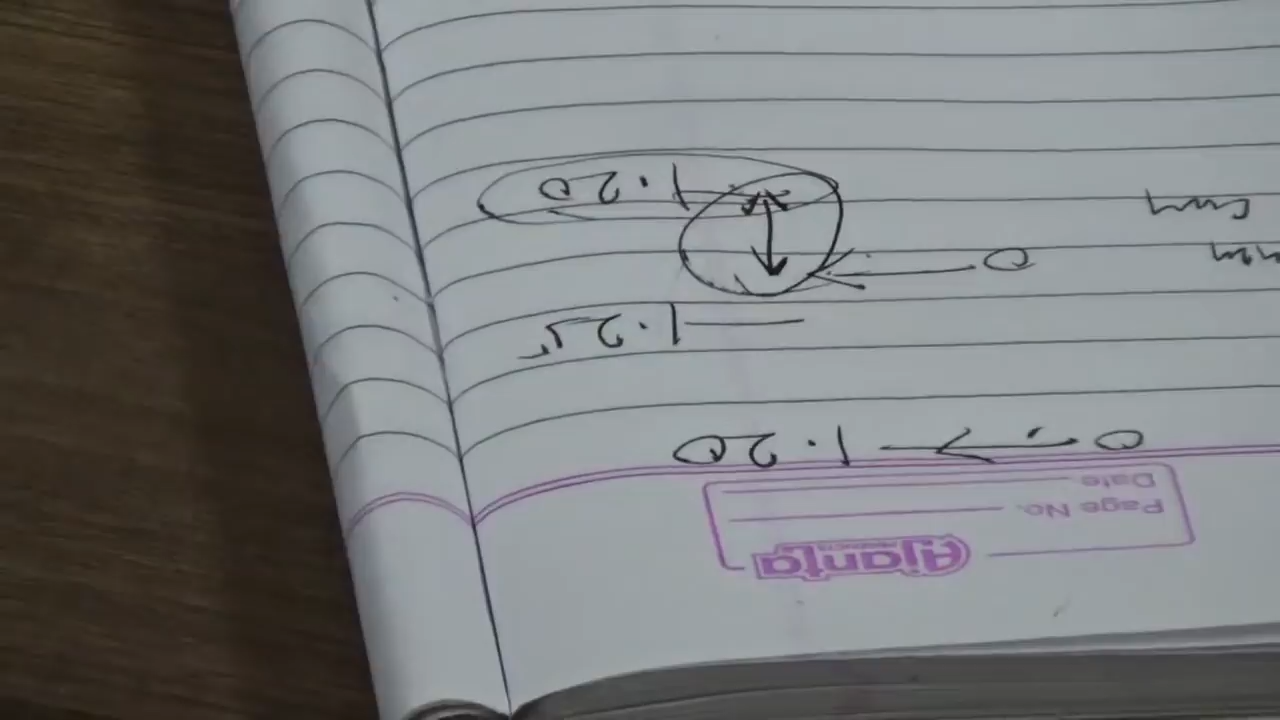 Ajanta
Page No.
Date
0 → 1.20
1.25
0
1.20